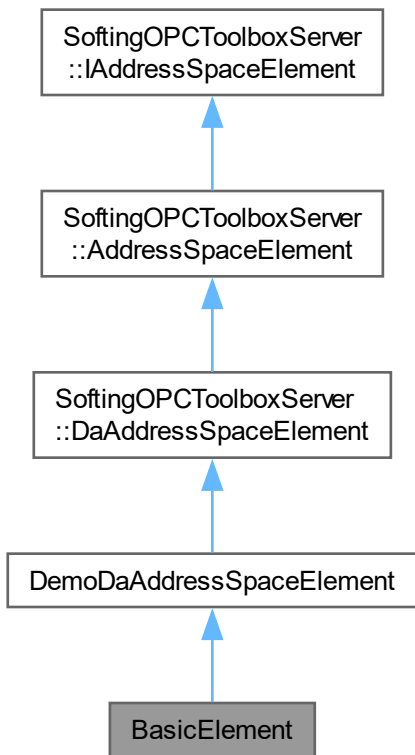 SoftingOPCToolboxServer
::IAddressSpaceElement
SoftingOPCToolboxServer
::AddressSpaceElement
SoftingOPCToolboxServer
::DaAddressSpaceElement
DemoDaAddressSpaceElement
BasicElement